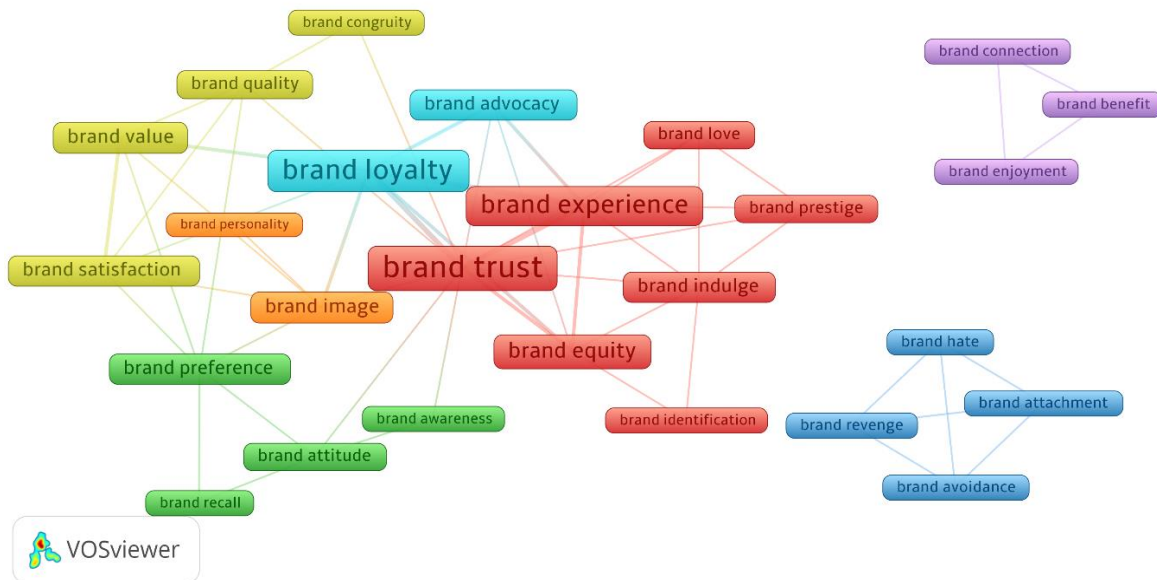 brand congruity
brand connection
brand quality
brand advocacy
brand benefit
brand value
brand love
brand loyalty
brand enjoyment
brand experience
brand prestige
brand personality
brand satisfaction
brand trust
brand indulge
brand image
brand hate
brand equity
brand preference
brand attachment
brand awareness
brand identification
brand revenge
brand attitude
brand avoidance
brand recall
VOSviewer